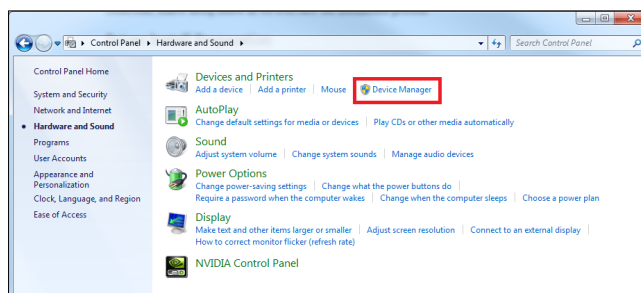 Control Panel ▸ Hardware and Sound ▸
Search Control Panel
Control Panel Home
System and Security
Network and Internet
Hardware and Sound
Programs
User Accounts
Appearance and
Personalization
Clock, Language, and Region
Ease of Access
Devices and Printers
Add a device | Add a printer | Mouse | Device Manager
AutoPlay
Change default settings for media or devices | Play CDs or other media automatically
Sound
Adjust system volume | Change system sounds | Manage audio devices
Power Options
Change power-saving settings | Change what the power buttons do |
Require a password when the computer wakes | Change when the computer sleeps | Choose a power plan
Display
Make text and other items larger or smaller | Adjust screen resolution | Connect to an external display |
How to correct monitor flicker (refresh rate)
NVIDIA Control Panel